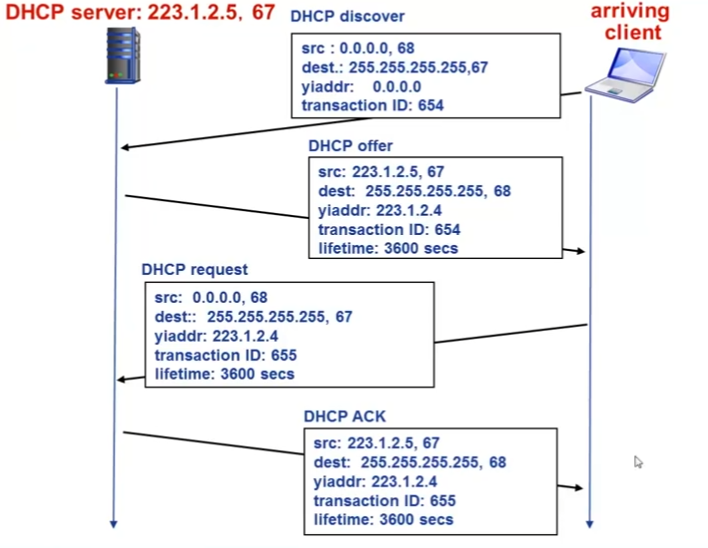 DHCP server: 223.1.2.5, 67
DHCP discover
arriving
client
src : 0.0.0.0, 68
dest.: 255.255.255.255,67
yiaddr: 0.0.0.0
transaction ID: 654
DHCP offer
src: 223.1.2.5, 67
dest: 255.255.255.255, 68
yiaddr: 223.1.2.4
transaction ID: 654
lifetime: 3600 secs
DHCP request
src: 0.0.0.0, 68
dest:: 255.255.255.255, 67
yiaddr: 223.1.2.4
transaction ID: 655
lifetime: 3600 secs
DHCP ACK
src: 223.1.2.5, 67
dest: 255.255.255.255, 68
yiaddr: 223.1.2.4
transaction ID: 655
lifetime: 3600 secs